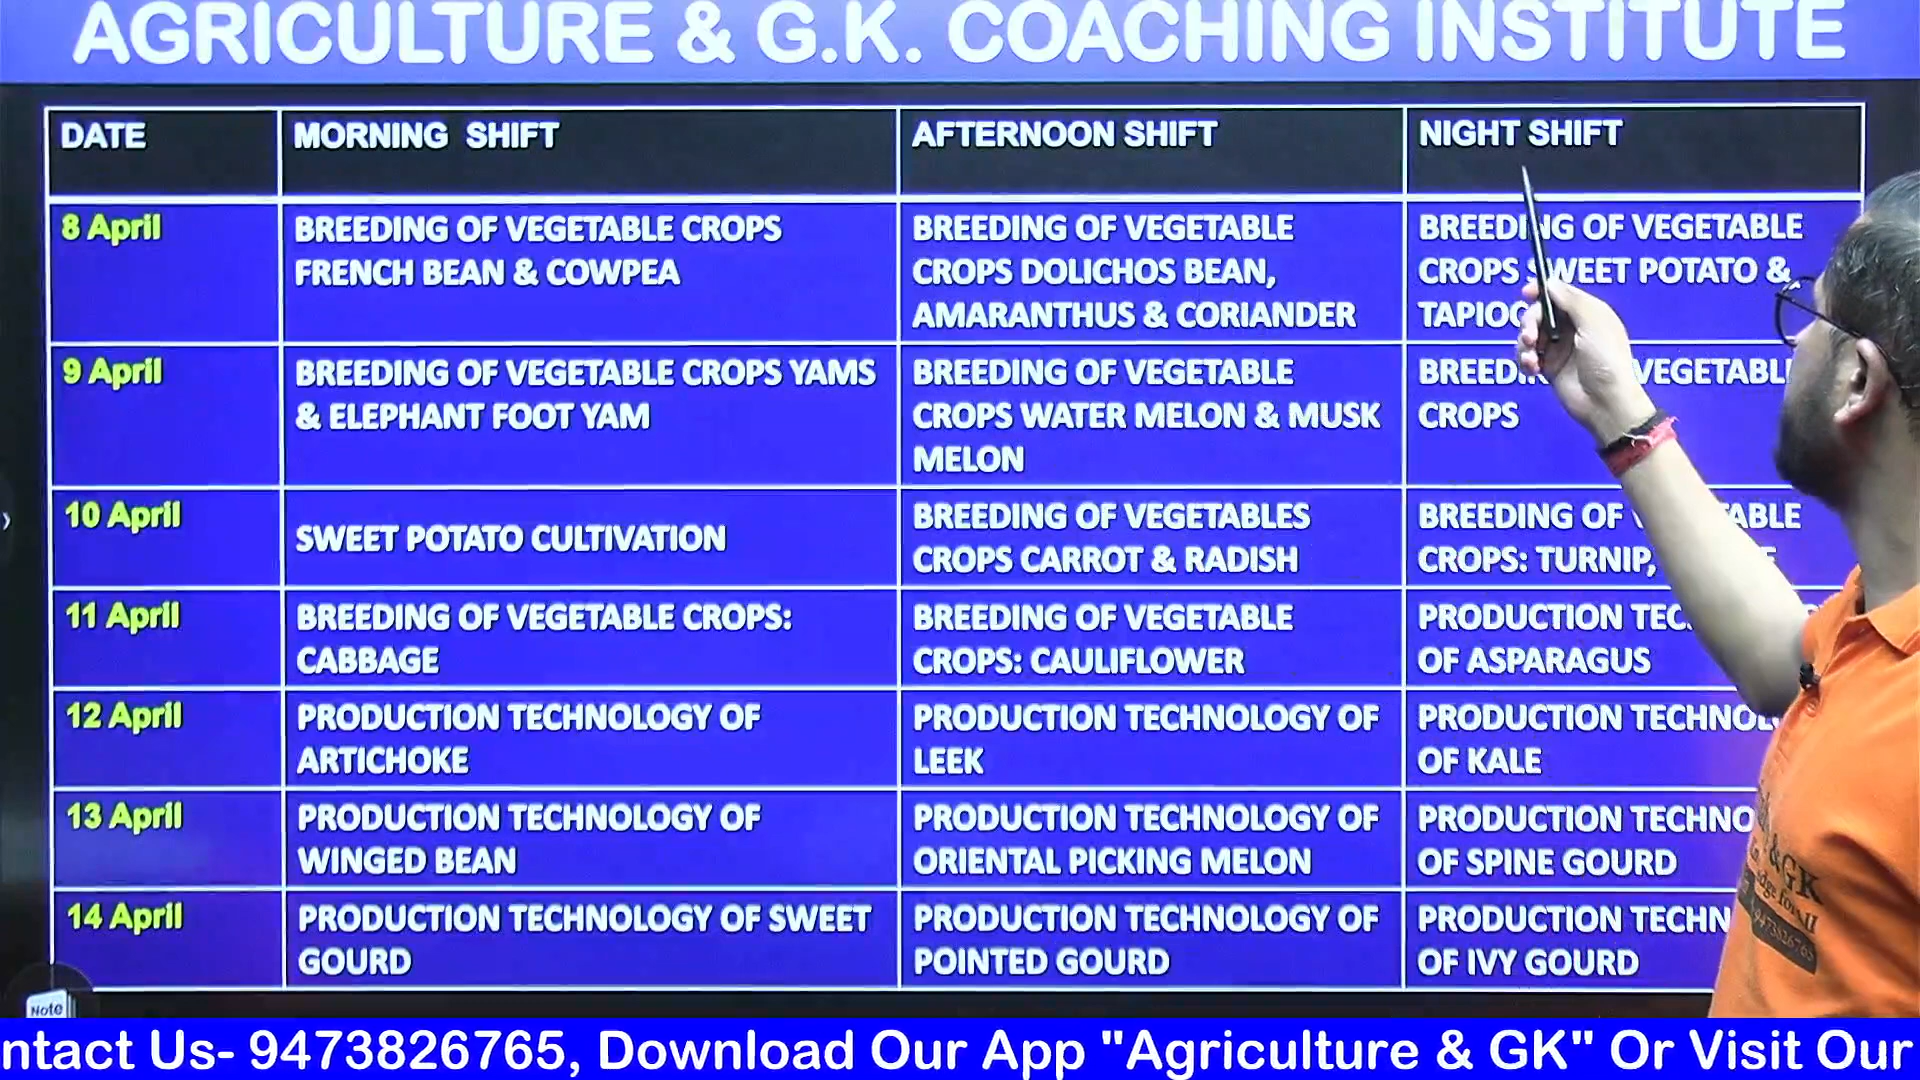 AGRICULTURE & G.K. COACHING INSTITUTE
DATE
MORNING SHIFT
AFTERNOON SHIFT
NIGHT SHIFT
8 April
BREEDING OF VEGETABLE CROPS
FRENCH BEAN & COWPEA
BREEDING OF VEGETABLE
CROPS DOLICHOS BEAN,
AMARANTHUS & CORIANDER
BREEDING OF VEGETABLE
CROPS SWEET POTATO &
9 April
BREEDING OF VEGETABLE CROPS YAMS
& ELEPHANT FOOT YAM
BREEDING OF VEGETABLE
CROPS WATER MELON & MUSK
MELON
CROPS
10 April
SWEET POTATO CULTIVATION
BREEDING OF VEGETABLES
CROPS CARROT & RADISH
BREEDING OF
CROPS: TURNIP,
11 April
BREEDING OF VEGETABLE CROPS:
CABBAGE
BREEDING OF VEGETABLE
CROPS: CAULIFLOWER
PRODUCTION
OF ASPARAGUS
12 April
PRODUCTION TECHNOLOGY OF
ARTICHOKE
PRODUCTION TECHNOLOGY OF
LEEK
PRODUCTION
OF KALE
13 April
PRODUCTION TECHNOLOGY OF
WINGED BEAN
PRODUCTION TECHNOLOGY OF
ORIENTAL PICKING MELON
PRODUCTION
OF SPINE GOURD
14 April
PRODUCTION TECHNOLOGY OF SWEET
GOURD
PRODUCTION TECHNOLOGY OF
POINTED GOURD
PRODUCTION
OF IVY GOURD
& GK
9473826765
Note
ntact Us- 9473826765, Download Our App "Agriculture & GK" Or Visit Our